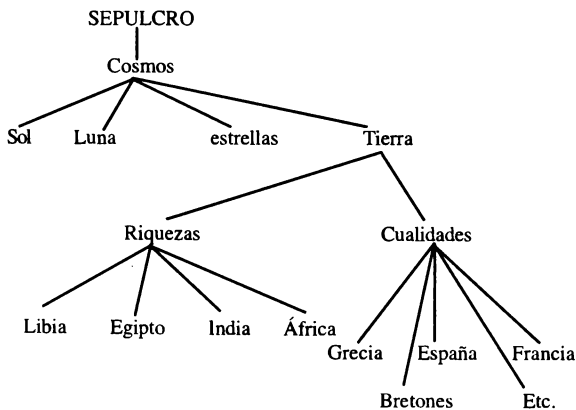 SEPULCRO
Cosmos
Sol Luna estrellas Tierra
Riquezas Cualidades
Libia Egipto India África
Grecia España Francia
Bretones Etc.